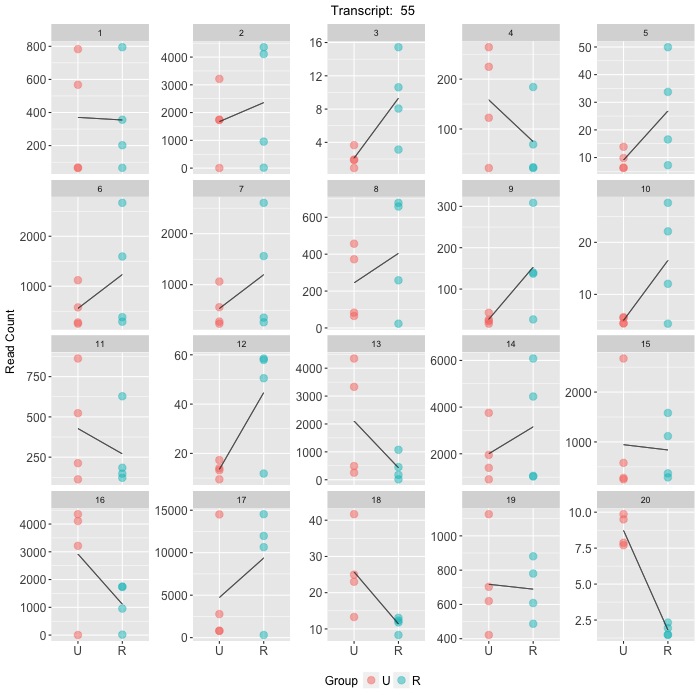 Transcript: 55
Read Count
1 2 3 4 5
800 600 400 200 0
4000 3000 2000 1000 0
16 12 8 4
200 100
50 40 30 20 10
6 7 8 9 10
2000 1000
2000 1000
600 400 200 0
300 200 100
20 10
11 12 13 14 15
750 500 250
60 40 20
4000 3000 2000 1000 0
6000 4000 2000
2000 1000
16 17 18 19 20
4000 3000 2000 1000 0
15000 10000 5000 0
40 30 20 10
1000 800 600 400
10.0 7.5 5.0 2.5
U R U R U R U R U R
Group U R